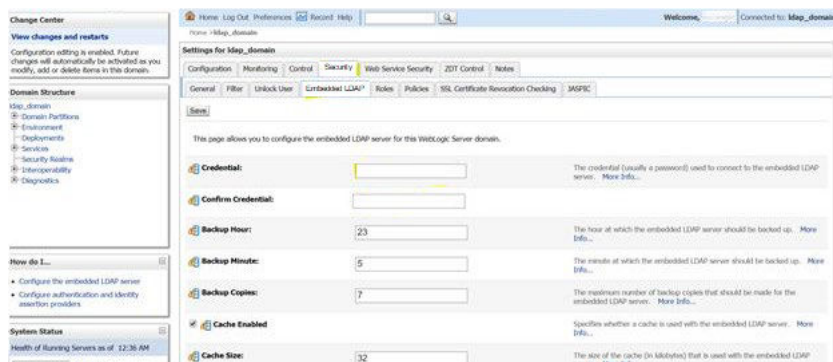 Change Center
View changes and restarts
Configuration editing is enabled. Future
changes will automatically be activated as you
modify, add or delete items in this domain.
Domain Structure
ldap_domain
Domain Partitions
Environment
Deployments
Services
Security Realms
Interoperability
Diagnostics
How do I...
Configure the embedded LDAP server
Configure authentication and identity
assertion providers
System Status
Health of Running Servers as of 12:36 AM
Home Log Out Preferences Record Help
Welcome,
Connected to: ldap_domain
Home >ldap_domain
Settings for ldap_domain
Configuration Monitoring Control Security Web Service Security ZDT Control Notes
General Filter Unlock User Embedded LDAP Roles Policies SSL Certificate Revocation Checking JASPIC
Save
This page allows you to configure the embedded LDAP server for this WebLogic Server domain.
Credential:
The credential (usually a password) used to connect to the embedded LDAP
server. More Info...
Confirm Credential:
Backup Hour:
23
The hour at which the embedded LDAP server should be backed up. More
Info...
Backup Minute:
5
The minute at which the embedded LDAP server should be backed up. More
Info...
Backup Copies:
7
The maximum number of backup copies that should be made for the
embedded LDAP server. More Info...
Cache Enabled
Specifies whether a cache is used with the embedded LDAP server. More
Info...
Cache Size:
32
The size of the cache (in kilobytes) that is used with the embedded LDAP